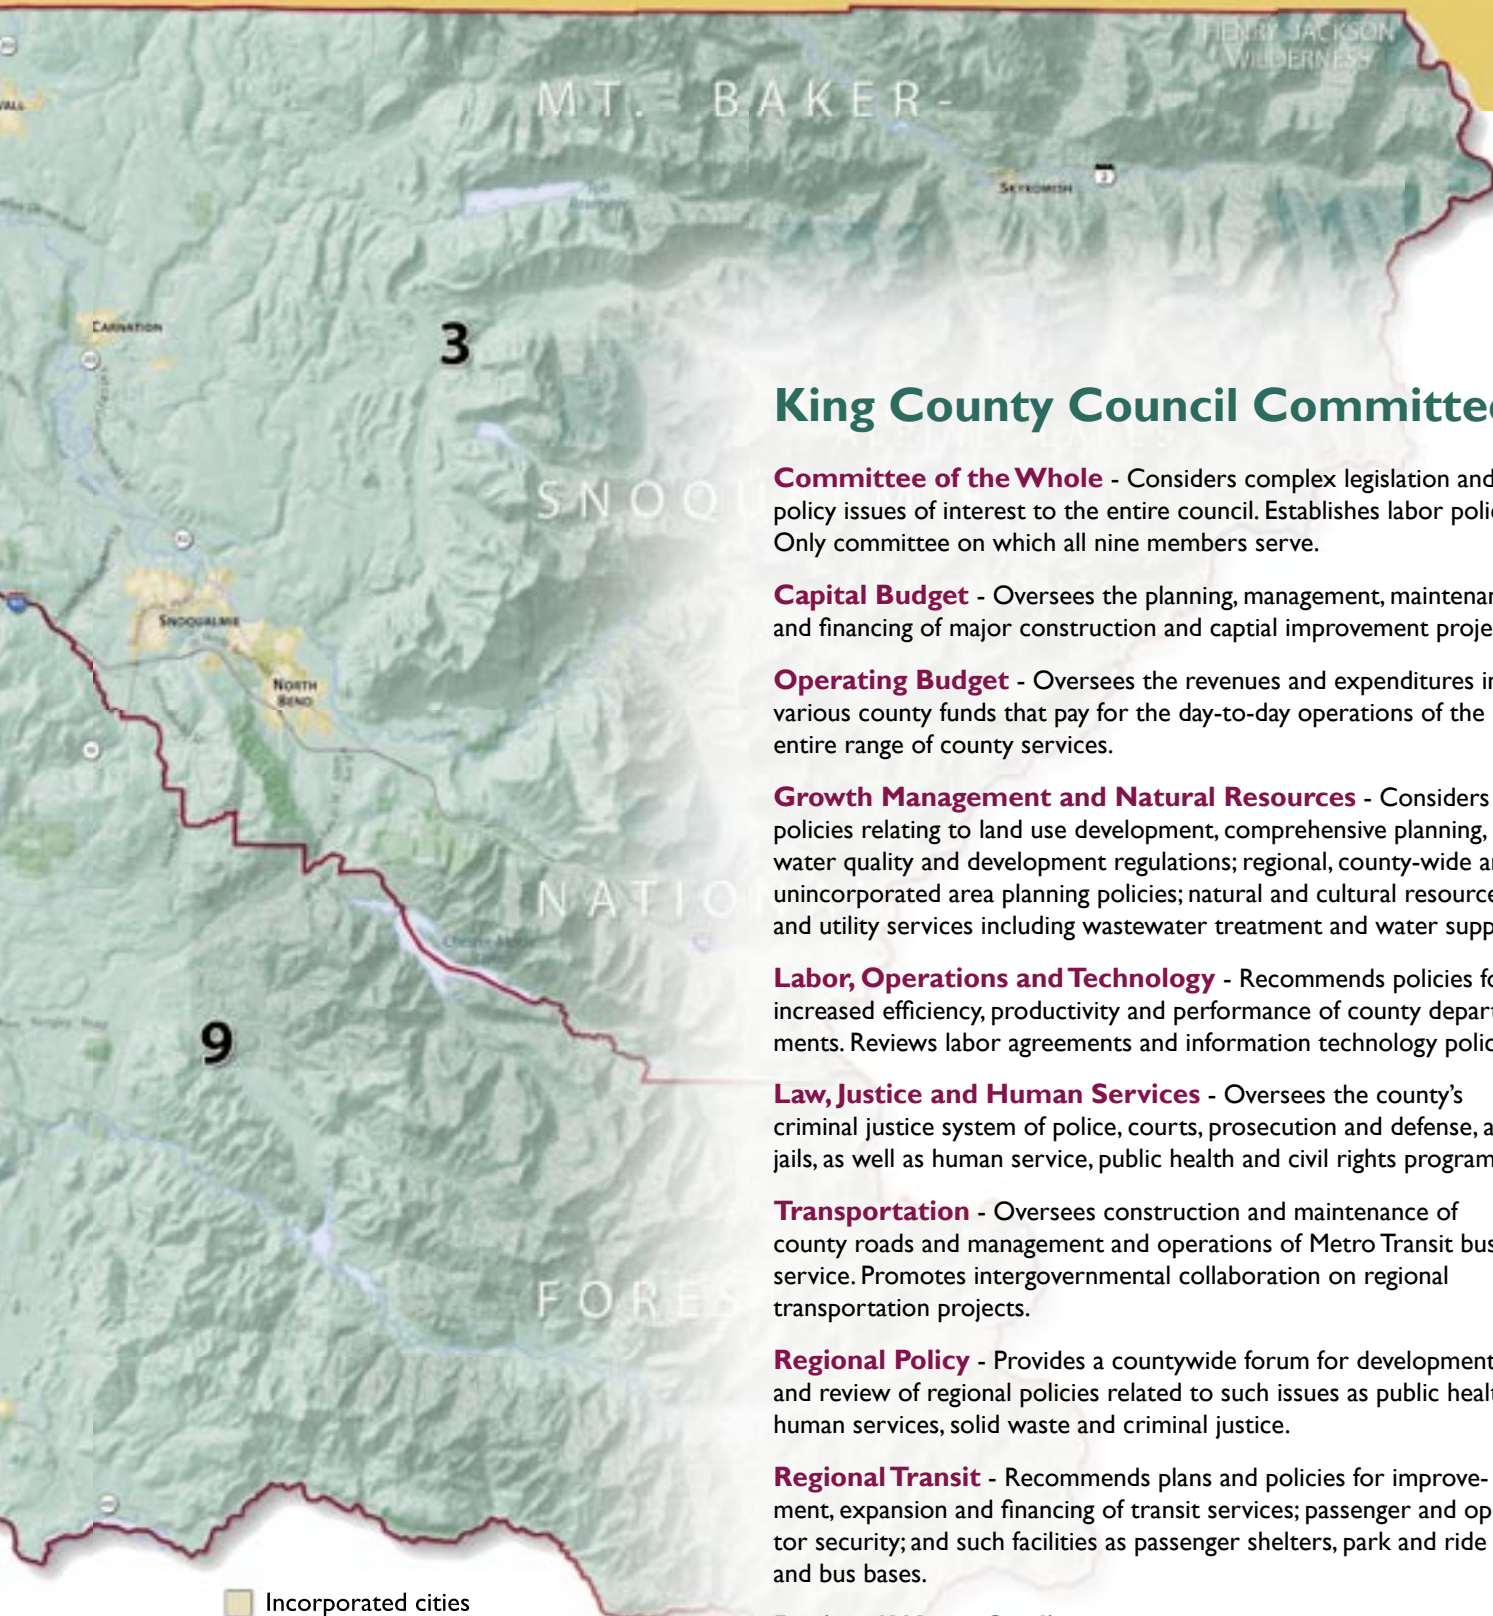 HENRY JACKSON
WILDERNESS
MT. BAKER-
SKYKOMISH
2
CARNATION
3
King County Council Committee
Committee of the Whole - Considers complex legislation and
policy issues of interest to the entire council. Establishes labor polic
Only committee on which all nine members serve.
SNOQU
Capital Budget - Oversees the planning, management, maintenan
and financing of major construction and captial improvement proje
SNOQUALMIE
NORTH
BEND
Operating Budget - Oversees the revenues and expenditures in
various county funds that pay for the day-to-day operations of the
entire range of county services.
Growth Management and Natural Resources - Considers
policies relating to land use development, comprehensive planning,
water quality and development regulations; regional, county-wide a
unincorporated area planning policies; natural and cultural resource
and utility services including wastewater treatment and water supp
NATION
Labor, Operations and Technology - Recommends policies fo
increased efficiency, productivity and performance of county depart
ments. Reviews labor agreements and information technology polic
9
Law, Justice and Human Services - Oversees the county’s
criminal justice system of police, courts, prosecution and defense, a
jails, as well as human service, public health and civil rights program
Transportation - Oversees construction and maintenance of
county roads and management and operations of Metro Transit bus
service. Promotes intergovernmental collaboration on regional
transportation projects.
FORES
Regional Policy - Provides a countywide forum for development
and review of regional policies related to such issues as public healt
human services, solid waste and criminal justice.
Regional Transit - Recommends plans and policies for improve-
ment, expansion and financing of transit services; passenger and op
tor security; and such facilities as passenger shelters, park and ride
and bus bases.
Incorporated cities